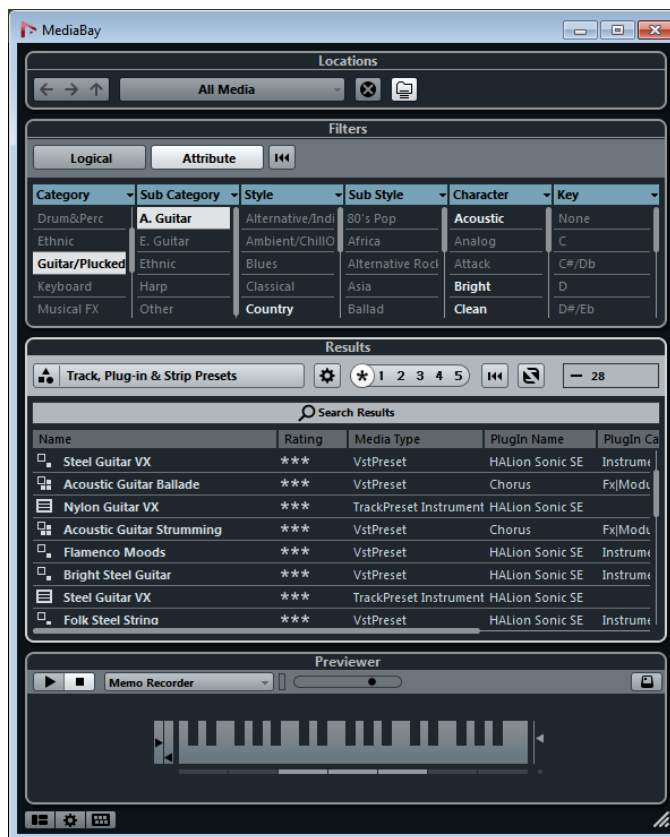 MediaBay
Locations
All Media
Filters
Logical Attribute
Category Sub Category Style Sub Style Character Key
Drum&Perc A. Guitar Alternative/Indi 80's Pop Acoustic None
Ethnic E. Guitar Ambient/ChillO Africa Analog C
Guitar/Plucked Ethnic Blues Alternative Rock Attack C#/Db
Keyboard Harp Classical Asia Bright D
Musical FX Other Country Ballad Clean D#/Eb
Results
Track, Plug-in & Strip Presets * 1 2 3 4 5 28
Search Results
Name Rating Media Type PlugIn Name PlugIn Ca
Steel Guitar VX *** VstPreset HALion Sonic SE Instrume
Acoustic Guitar Ballade *** VstPreset Chorus Fx|Modu
Nylon Guitar VX *** TrackPreset Instrument HALion Sonic SE
Acoustic Guitar Strumming *** VstPreset Chorus Fx|Modu
Flamenco Moods *** VstPreset HALion Sonic SE Instrume
Bright Steel Guitar *** VstPreset HALion Sonic SE Instrume
Steel Guitar VX *** TrackPreset Instrument HALion Sonic SE
Folk Steel String *** VstPreset HALion Sonic SE Instrume
Previewer
Memo Recorder